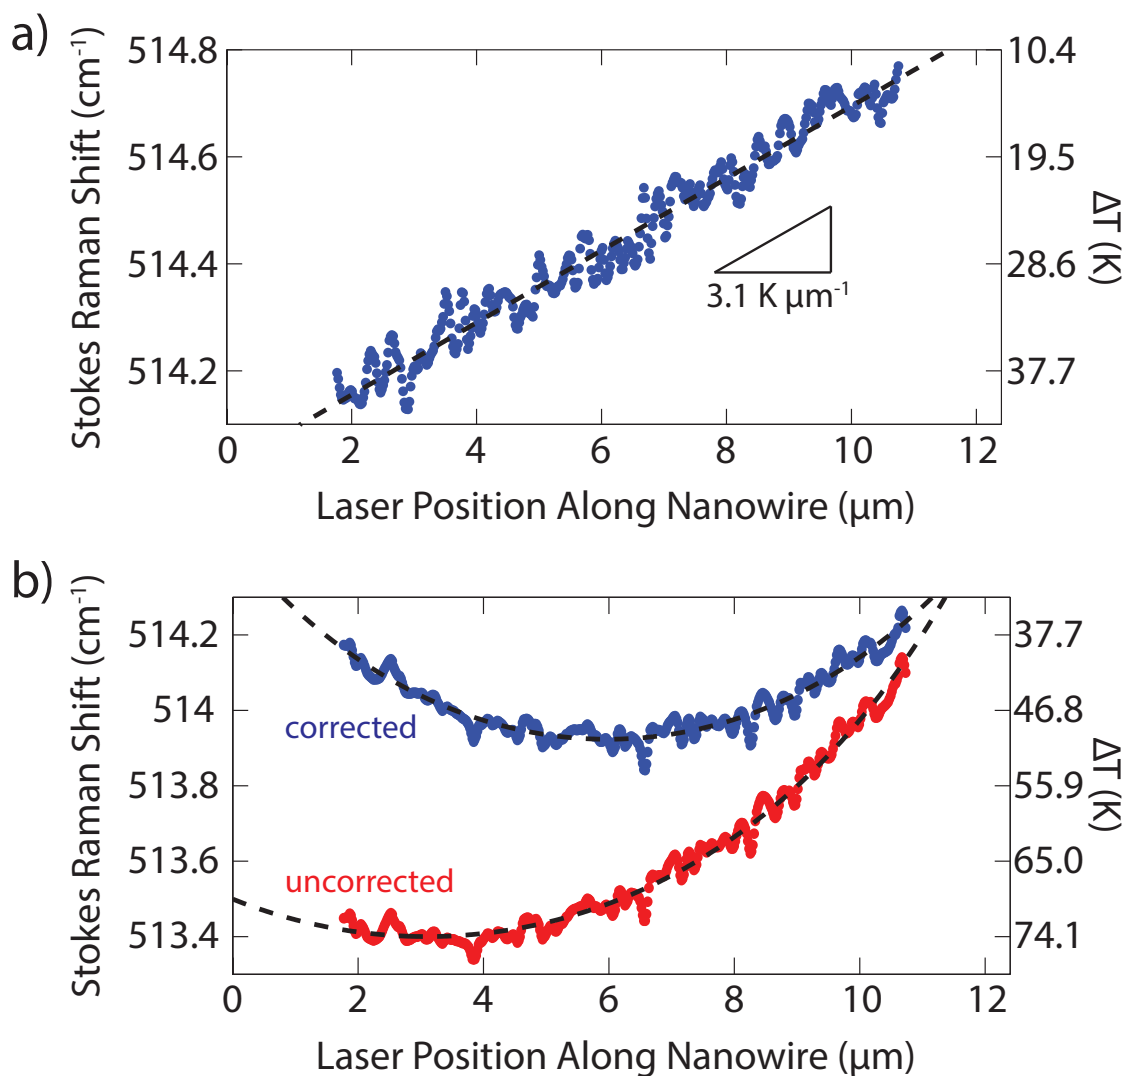 a)
Stokes Raman Shift (cm⁻¹)
514.8
514.6
514.4
514.2
10.4
19.5
28.6
37.7
ΔT (K)
3.1 K μm⁻¹
0 2 4 6 8 10 12
Laser Position Along Nanowire (μm)
b)
Stokes Raman Shift (cm⁻¹)
514.2
514
513.8
513.6
513.4
37.7
46.8
55.9
65.0
74.1
ΔT (K)
corrected
uncorrected
0 2 4 6 8 10 12
Laser Position Along Nanowire (μm)